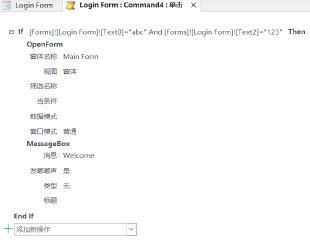 Login Form
Login Form : Command4 : 单击
If [Forms]![Login Form]![Text0]="abc" And [Forms]![Login Form]![Text2]="123" Then
OpenForm
窗体名称 Main Form
视图 窗体
筛选名称
当条件
数据模式
窗口模式 普通
MessageBox
消息 Welcome
发嘟嘟声 是
类型 无
标题
End If
添加新操作